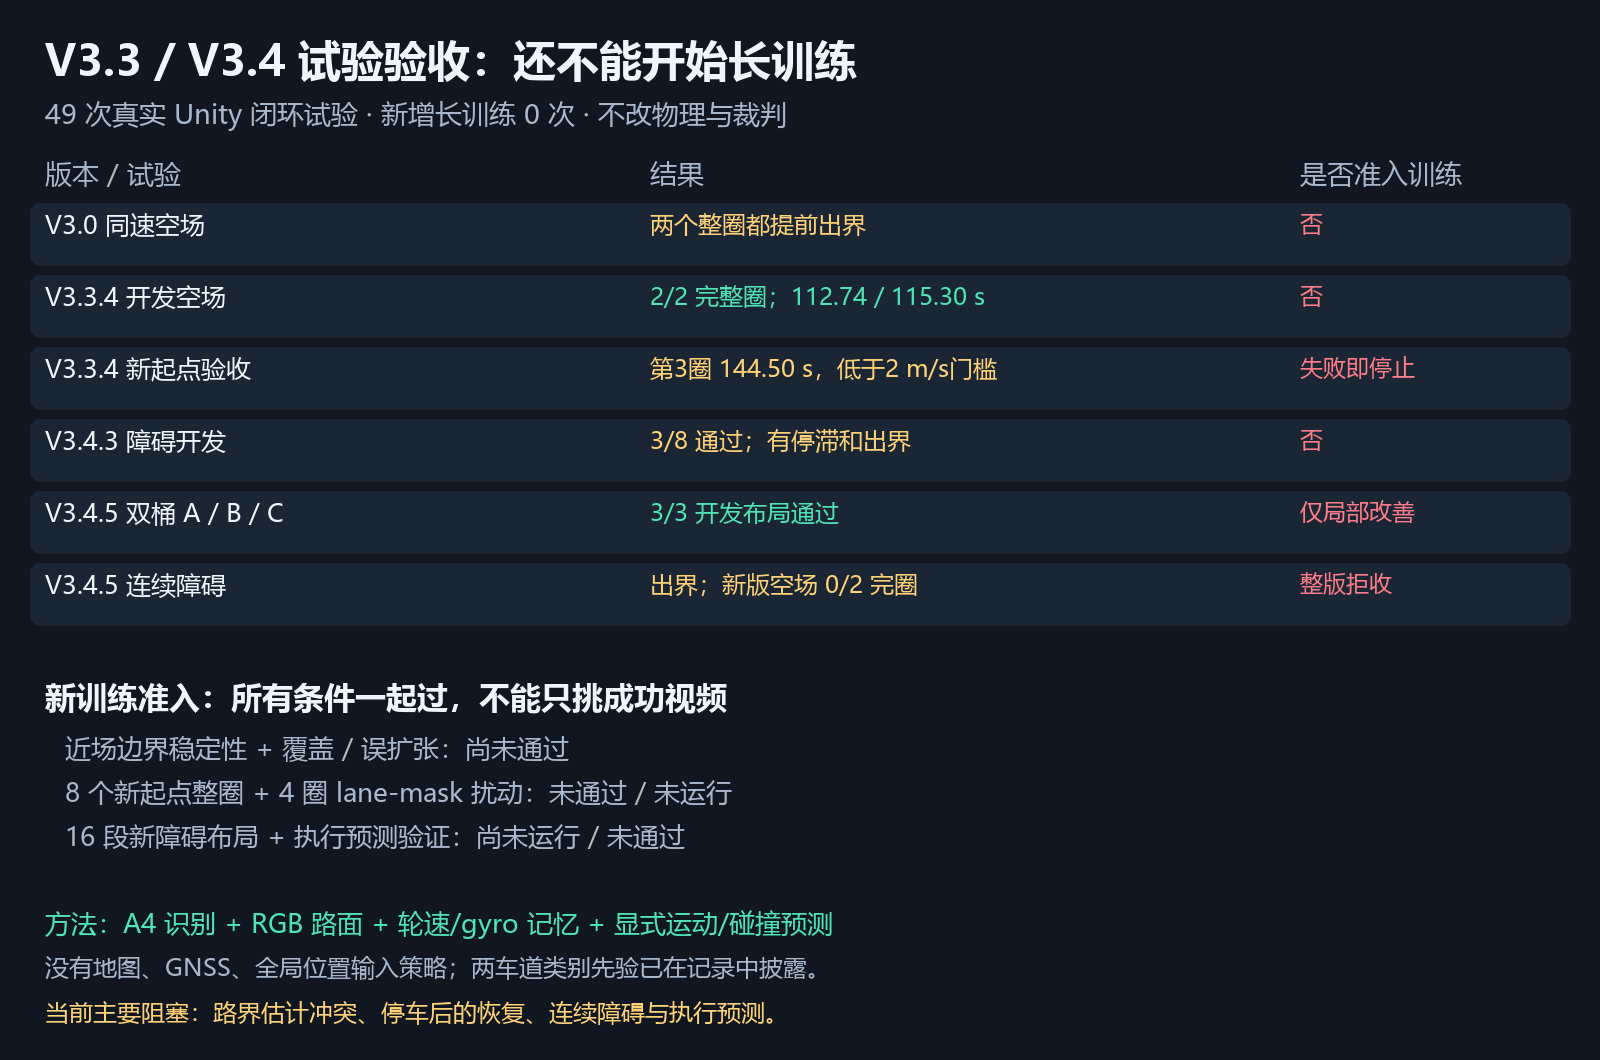 V3.3 / V3.4 试验验收：还不能开始长训练
49 次真实 Unity 闭环试验 · 新增长训练 0 次 · 不改物理与裁判
版本 / 试验 结果 是否准入训练
V3.0 同速空场 两个整圈都提前出界 否
V3.3.4 开发空场 2/2 完整圈；112.74 / 115.30 s 否
V3.3.4 新起点验收 第3圈 144.50 s，低于2 m/s门槛 失败即停止
V3.4.3 障碍开发 3/8 通过；有停滞和出界 否
V3.4.5 双桶 A / B / C 3/3 开发布局通过 仅局部改善
V3.4.5 连续障碍 出界；新版空场 0/2 完圈 整版拒收
新训练准入：所有条件一起过，不能只挑成功视频
近场边界稳定性 + 覆盖 / 误扩张：尚未通过
8 个新起点整圈 + 4 圈 lane-mask 扰动：未通过 / 未运行
16 段新障碍布局 + 执行预测验证：尚未运行 / 未通过
方法：A4 识别 + RGB 路面 + 轮速/gyro 记忆 + 显式运动/碰撞预测
没有地图、GNSS、全局位置输入策略；两车道类别先验已在记录中披露。
当前主要阻塞：路界估计冲突、停车后的恢复、连续障碍与执行预测。